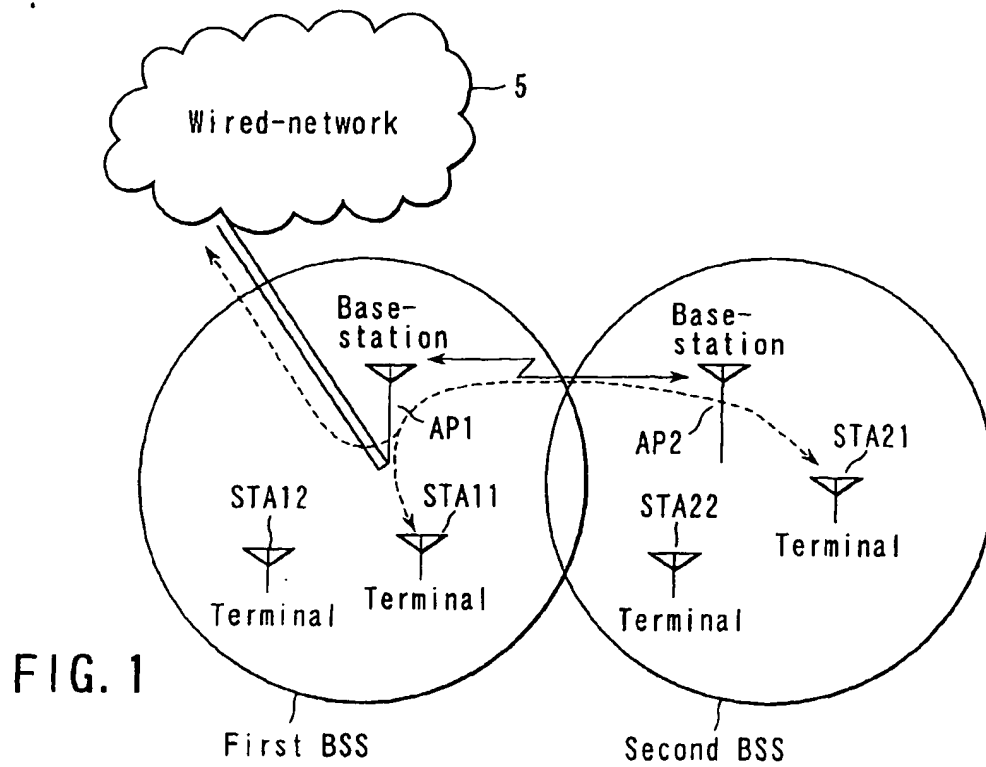 5
Wired-network
Base-
station
Base-
station
AP1
AP2
STA21
STA12
STA11
STA22
Terminal
Terminal
Terminal
Terminal
FIG. 1
First BSS
Second BSS